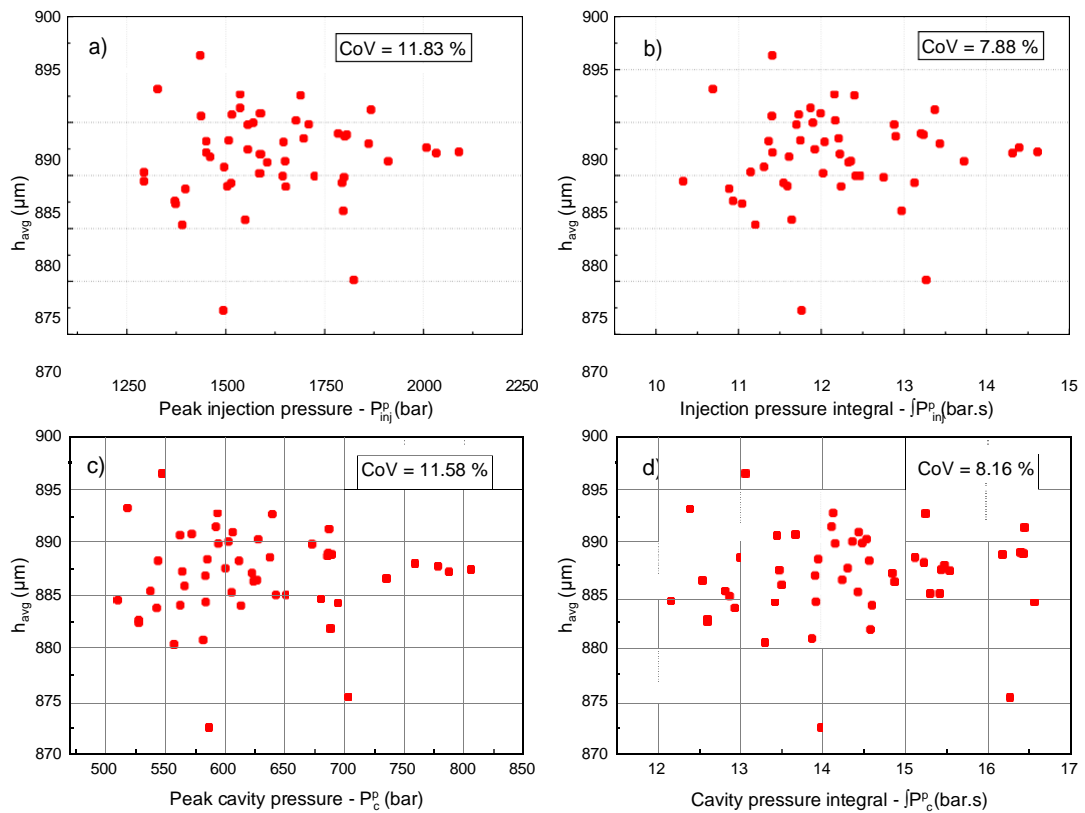 900
a)
CoV = 11.83 %
895
890
885
880
875
870
h_avg (µm)
1250 1500 1750 2000 2250
Peak injection pressure - P^p_inj (bar)
900
b)
CoV = 7.88 %
895
890
885
880
875
870
h_avg (µm)
10 11 12 13 14 15
Injection pressure integral - ∫P^p_inj (bar.s)
900
c)
CoV = 11.58 %
895
890
885
880
875
870
h_avg (µm)
500 550 600 650 700 750 800 850
Peak cavity pressure - P^p_c (bar)
900
d)
CoV = 8.16 %
895
890
885
880
875
870
h_avg (µm)
12 13 14 15 16 17
Cavity pressure integral - ∫P^p_c (bar.s)